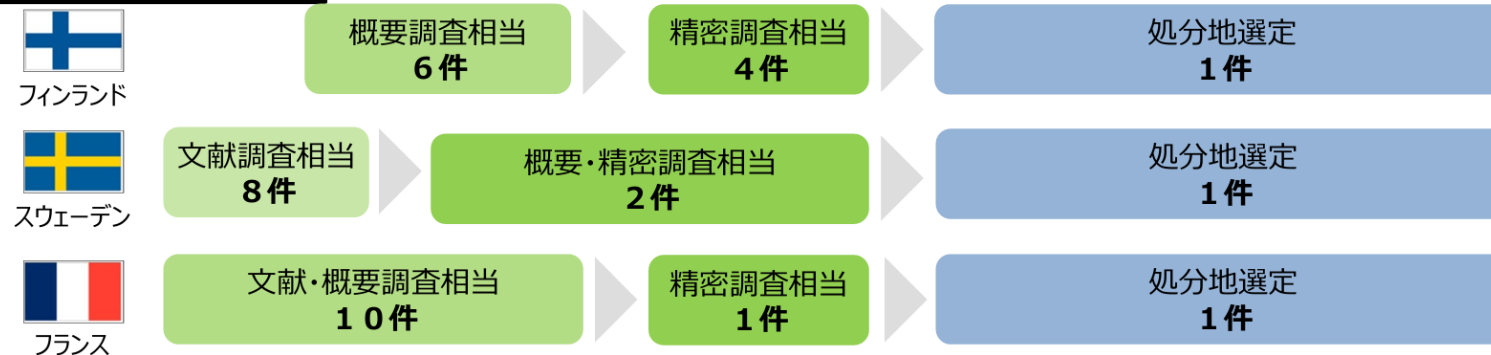 概要調査相当
6件
精密調査相当
4件
処分地選定
1件
フィンランド
文献調査相当
8件
概要・精密調査相当
2件
処分地選定
1件
スウェーデン
文献・概要調査相当
10件
精密調査相当
1件
処分地選定
1件
フランス